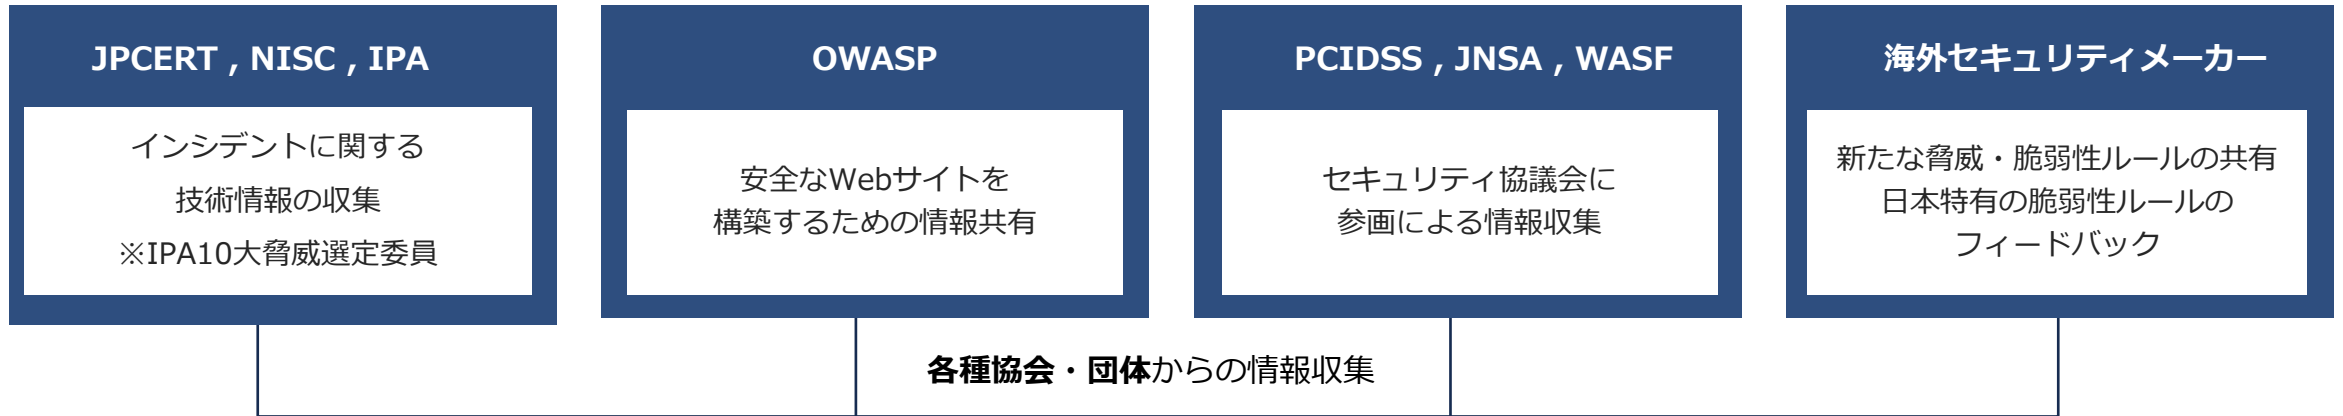 JPCERT , NISC , IPA
インシデントに関する
技術情報の収集
※IPA10大脅威選定委員
OWASP
安全なWebサイトを
構築するための情報共有
PCIDSS , JNSA , WASF
セキュリティ協議会に
参画による情報収集
海外セキュリティメーカー
新たな脅威・脆弱性ルールの共有
日本特有の脆弱性ルールの
フィードバック
各種協会・団体からの情報収集